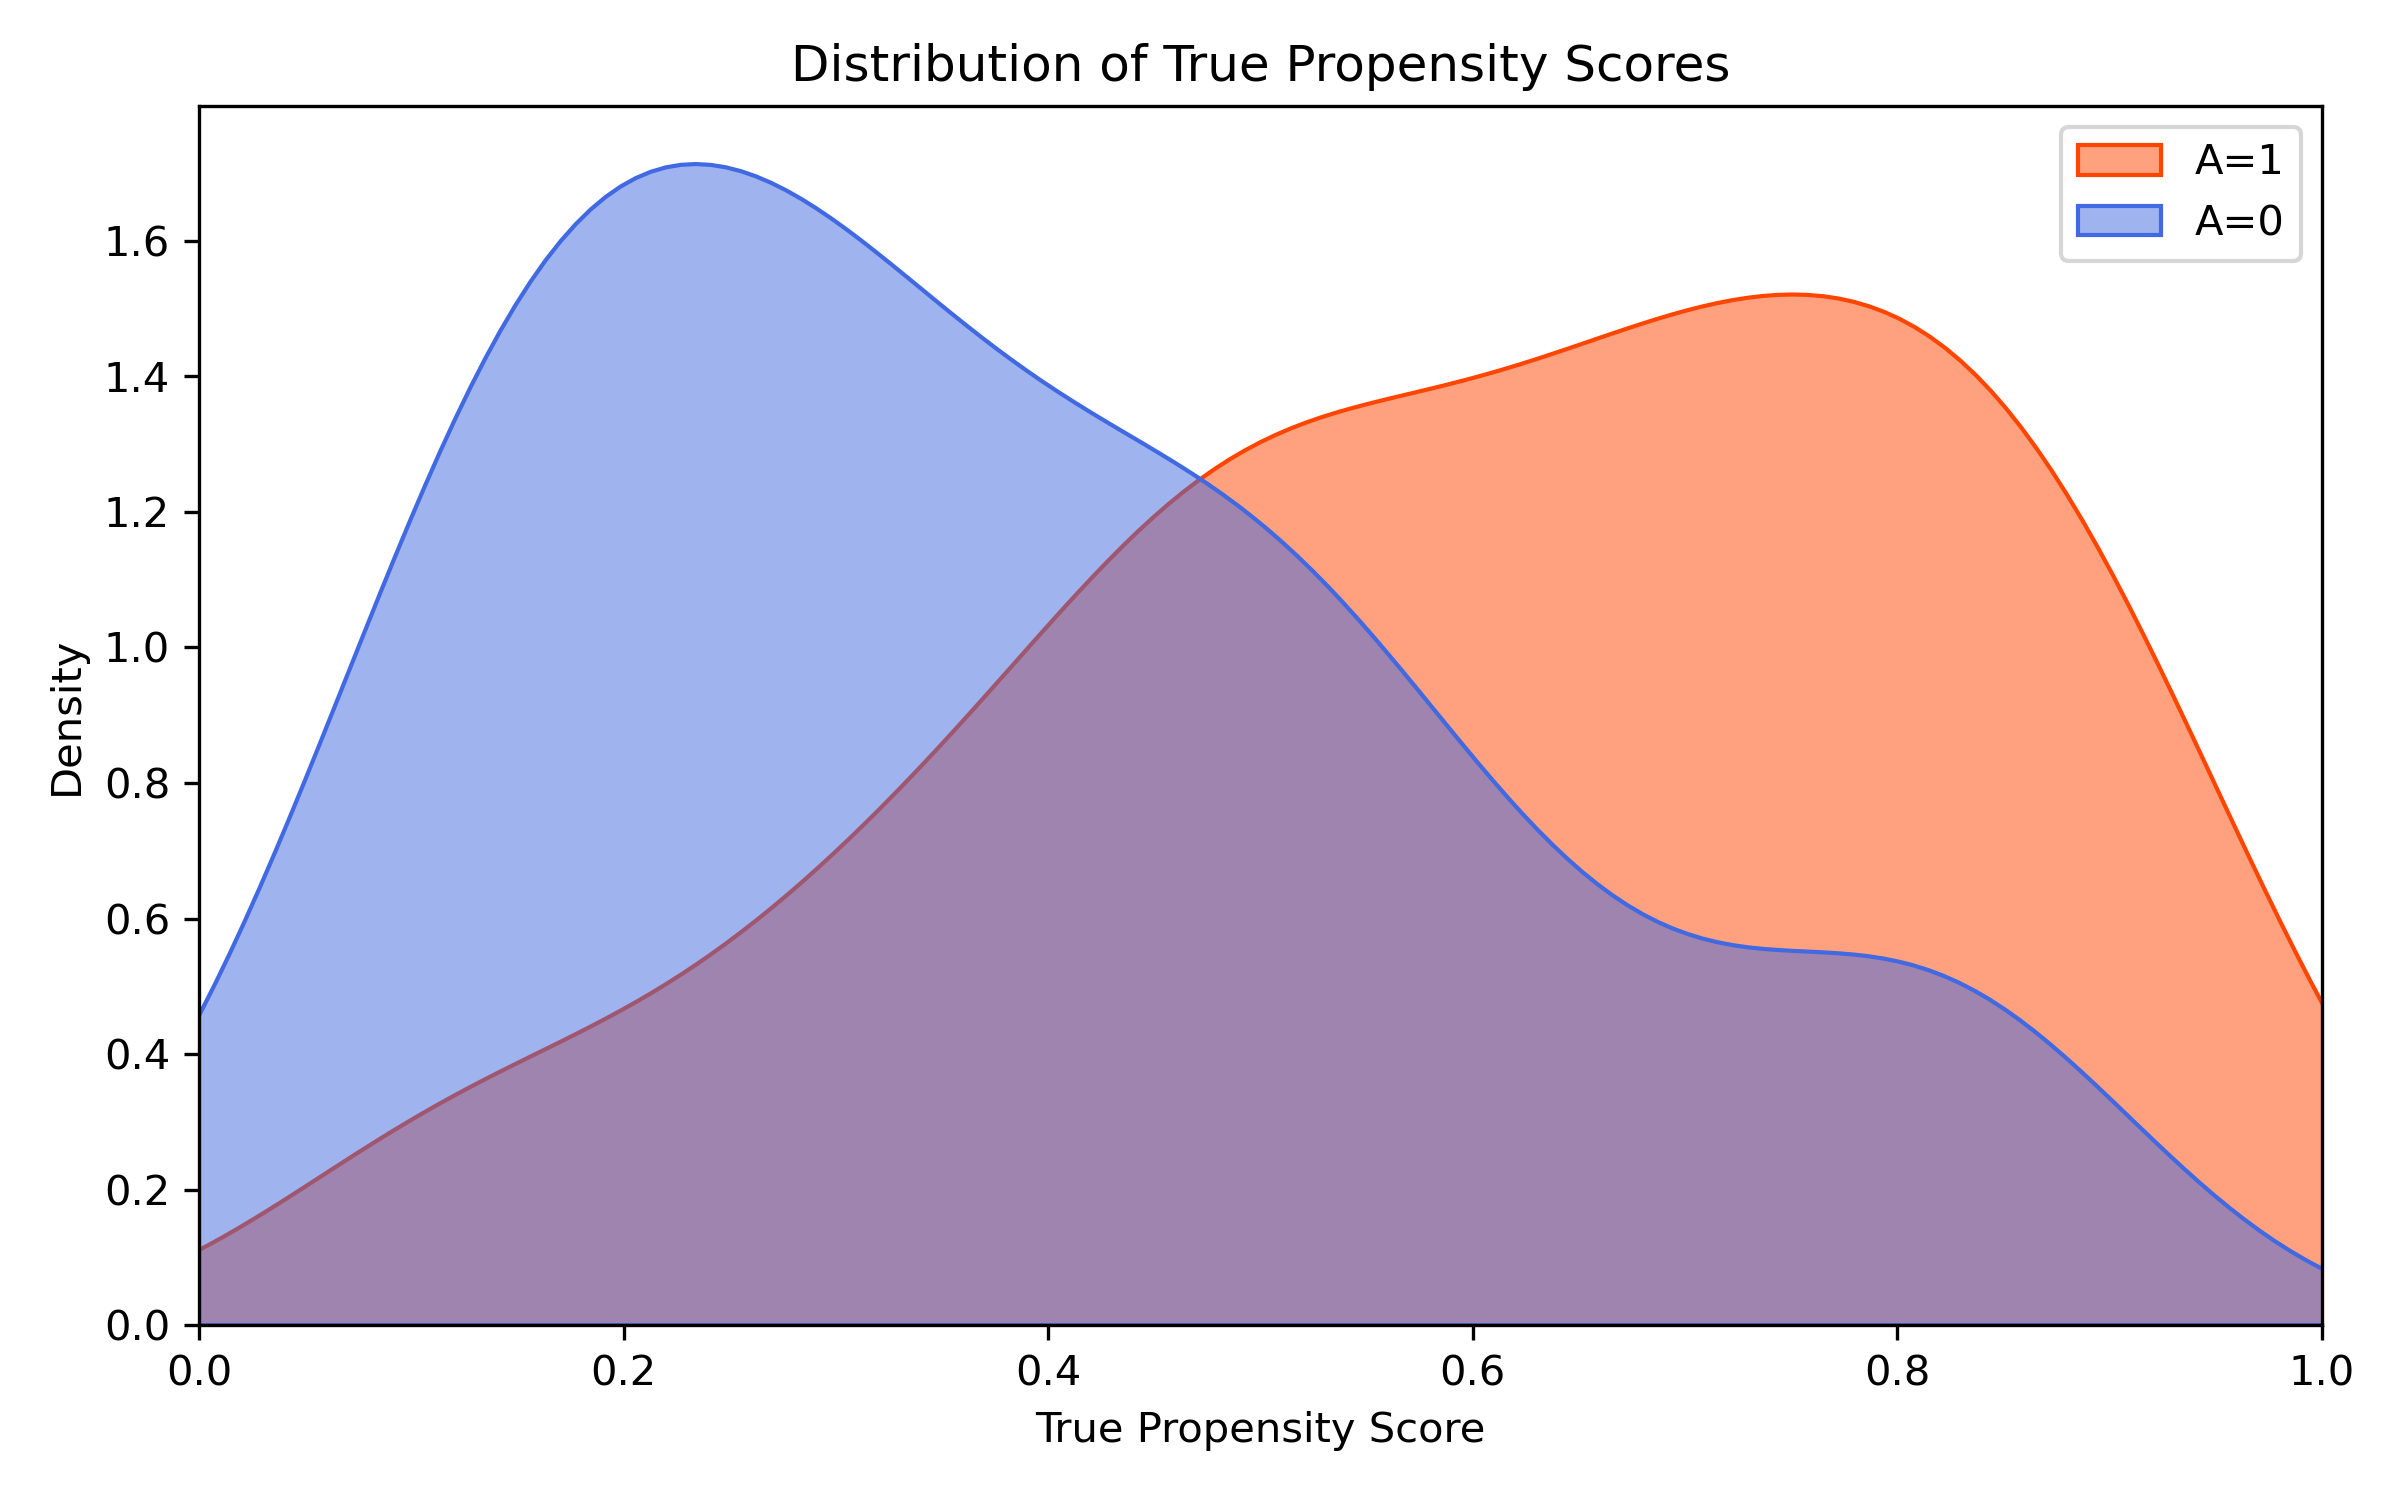 Distribution of True Propensity Scores
A=1
A=0
Density
1.6
1.4
1.2
1.0
0.8
0.6
0.4
0.2
0.0
0.0 0.2 0.4 0.6 0.8 1.0
True Propensity Score